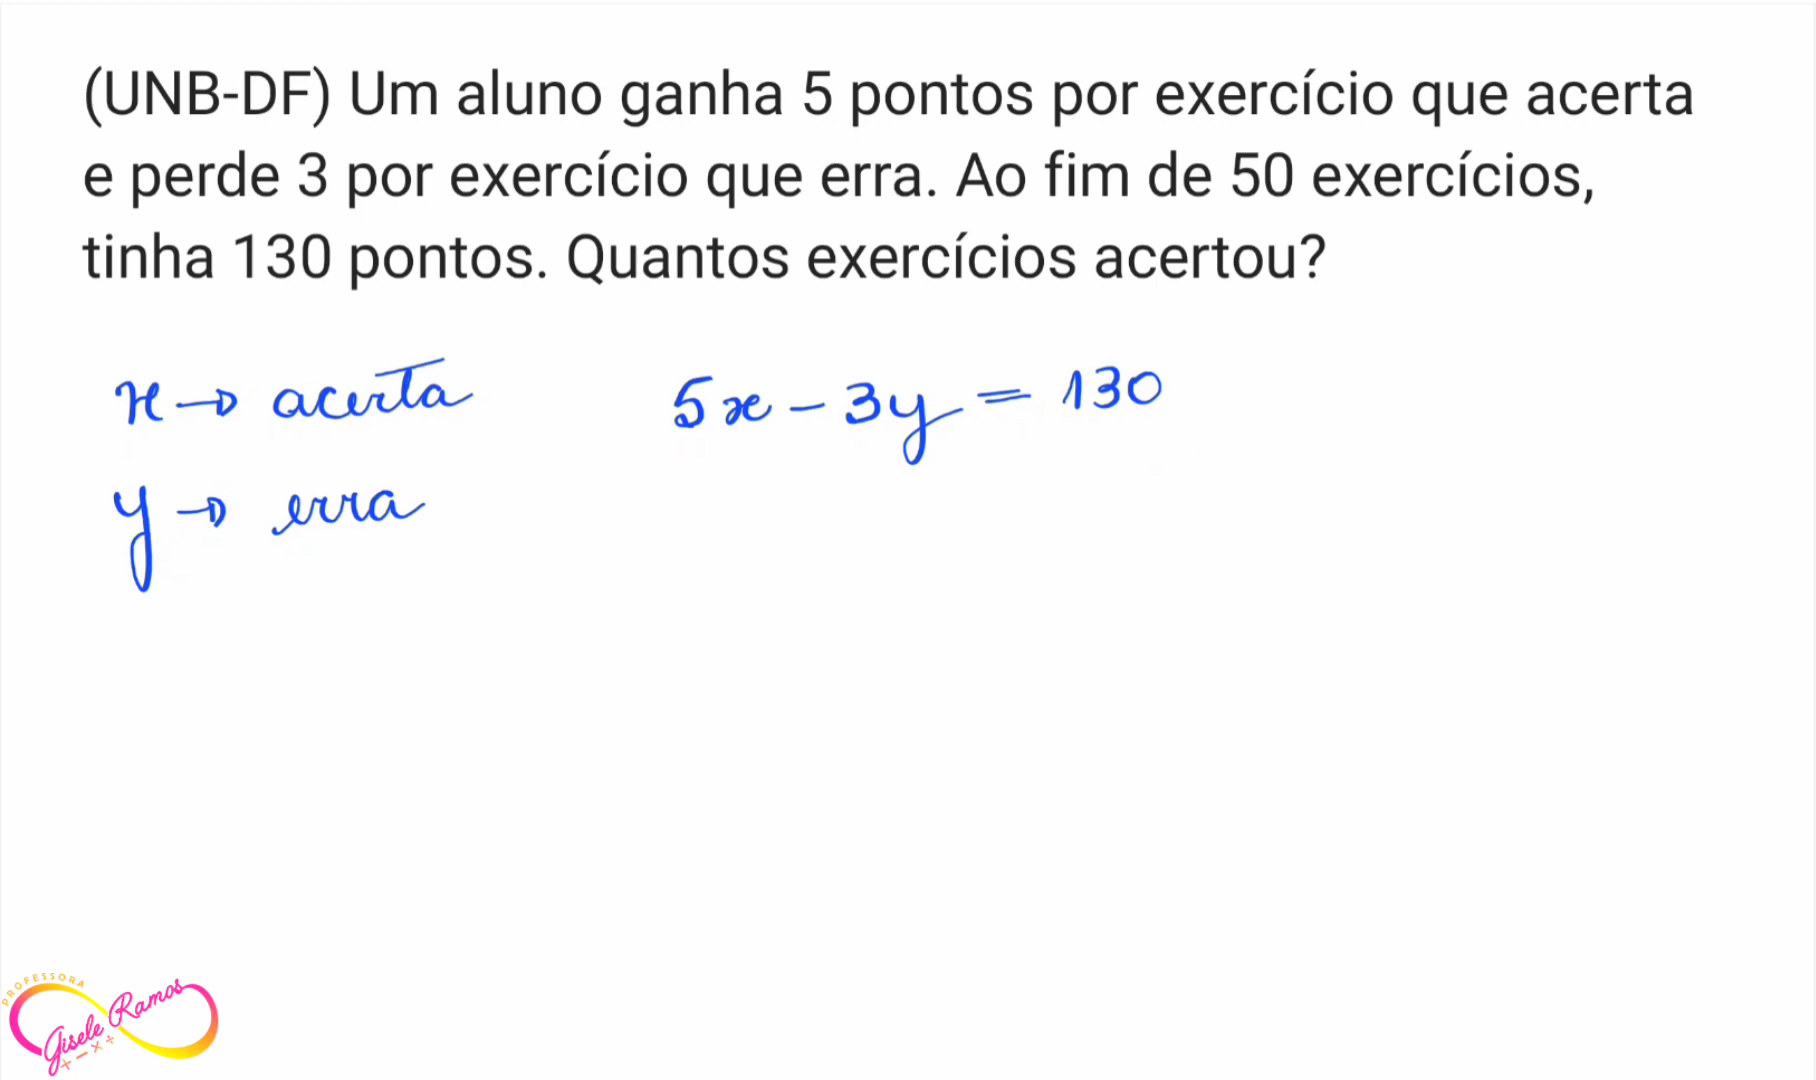 (UNB-DF) Um aluno ganha 5 pontos por exercício que acerta
e perde 3 por exercício que erra. Ao fim de 50 exercícios,
tinha 130 pontos. Quantos exercícios acertou?
x → acerta
5x - 3y = 130
y → erra
PROFESSORA
Gisele Ramos
+ − × ÷